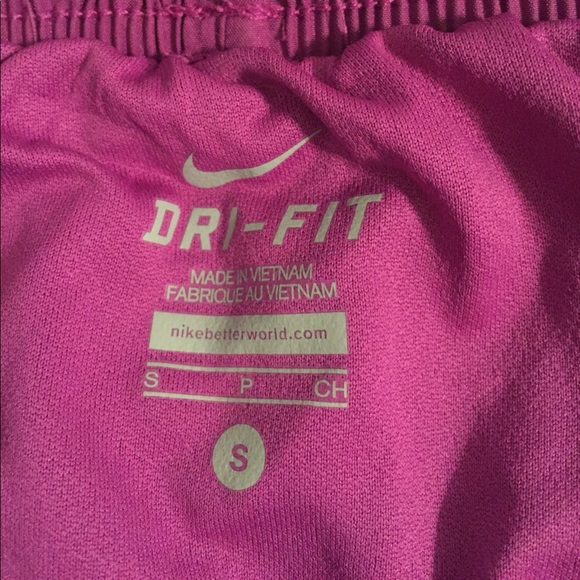 DRI-FIT
MADE IN VIETNAM
FABRIQUE AU VIETNAM
nikebetterworld.com
S P CH
S